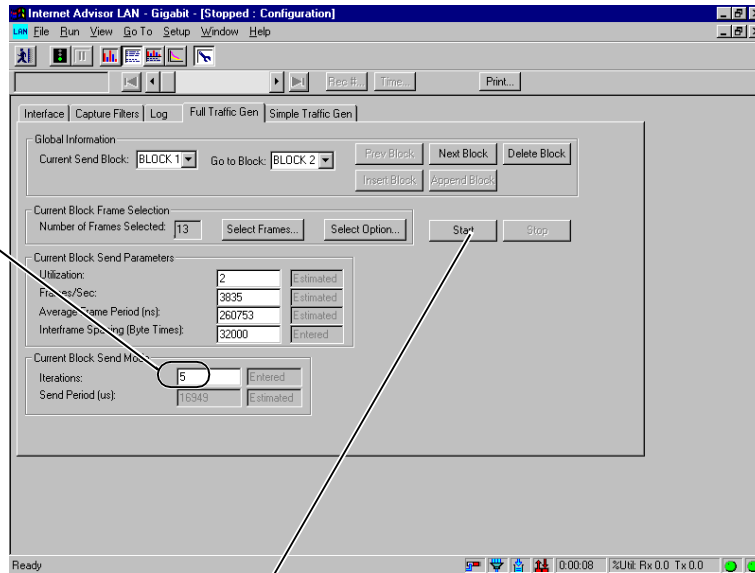 Internet Advisor LAN - Gigabit - [Stopped : Configuration]
LAN File Run View Go To Setup Window Help
Rec #... Time... Print...
Interface Capture Filters Log Full Traffic Gen Simple Traffic Gen
Global Information
Current Send Block: BLOCK 1 Go to Block: BLOCK 2 Prev Block Next Block Delete Block
Insert Block Append Block
Current Block Frame Selection
Number of Frames Selected: 13 Select Frames... Select Option... Start Stop
Current Block Send Parameters
Utilization: 2 Estimated
Frames/Sec: 3835 Estimated
Average Frame Period (ns): 260753 Estimated
Interframe Spacing (Byte Times): 32000 Entered
Current Block Send Mode
Iterations: 5 Entered
Send Period (us): 16949 Estimated
Ready 0:00:08 %Util: Rx 0.0 Tx 0.0